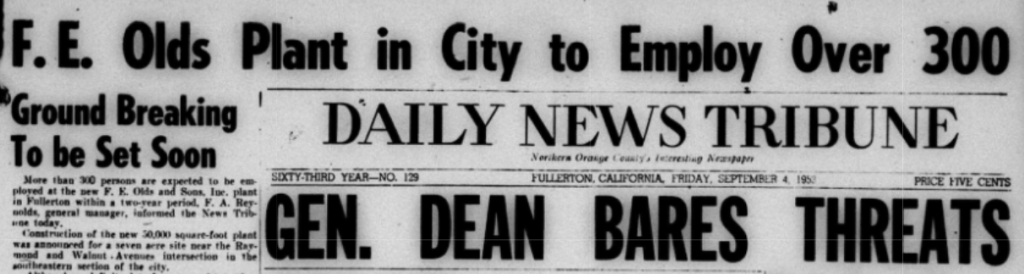 F. E. Olds Plant in City to Employ Over 300
Ground Breaking
To be Set Soon
More than 300 persons are expected to be em-
ployed at the new F. E. Olds and Sons, Inc. plant
in Fullerton within a two-year period, F. A. Rey-
nolds, general manager, informed the News Trib-
une today.
Construction of the new 50,000 square-foot plant
was announced for a seven acre site near the Ray-
mond and Walnut Avenues intersection in the
southeastern section of the city.
DAILY NEWS TRIBUNE
Northern Orange County's Interesting Newspaper
SIXTY-THIRD YEAR—NO. 129
FULLERTON, CALIFORNIA, FRIDAY, SEPTEMBER 4, 1953
PRICE FIVE CENTS
GEN. DEAN BARES THREATS